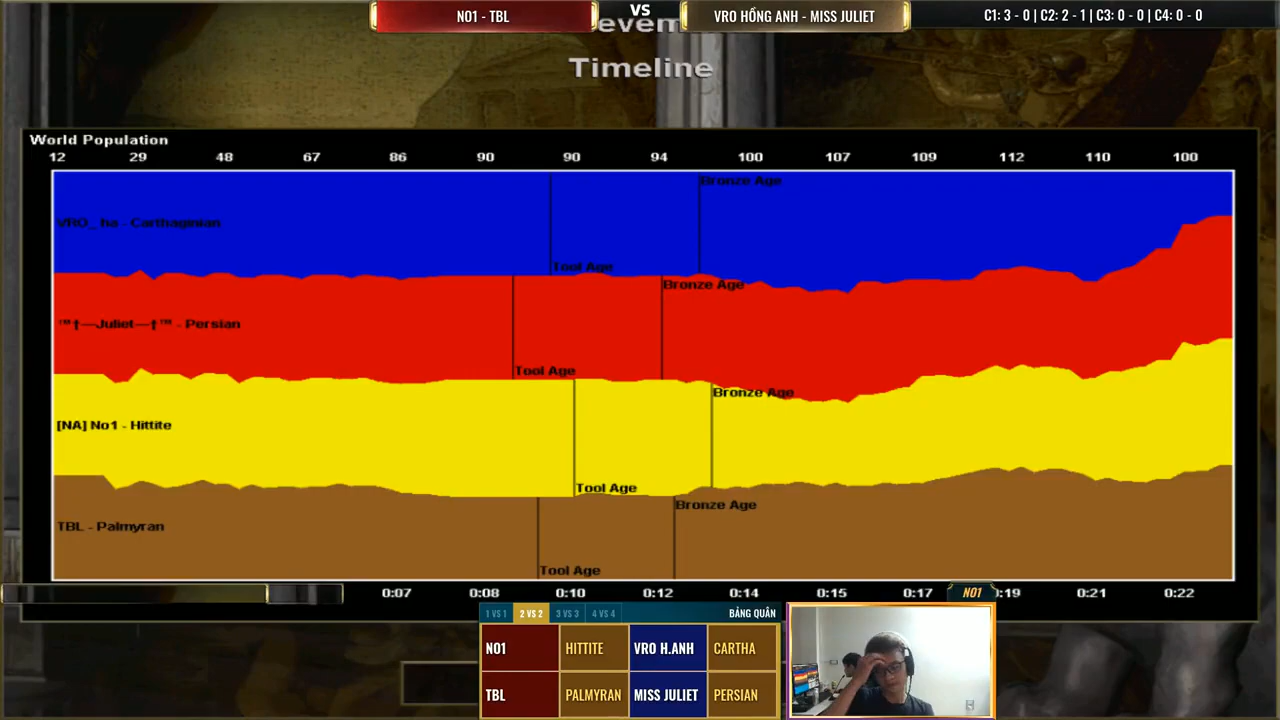 NO1 - TBL
VS
VRO HỒNG ANH - MISS JULIET
C1: 3 - 0 | C2: 2 - 1 | C3: 0 - 0 | C4: 0 - 0
Timeline
World Population
12 29 48 67 86 90 90 94 100 107 109 112 110 100
Bronze Age
VRO_ ha - Carthaginian
Tool Age
Bronze Age
™†—Juliet—†™ - Persian
Tool Age
Bronze Age
[NA] No1 - Hittite
Tool Age
Bronze Age
TBL - Palmyran
Tool Age
0:07 0:08 0:10 0:12 0:14 0:15 0:17 0:19 0:21 0:22
NO1
1 VS 1 2 VS 2 3 VS 3 4 VS 4 BẢNG QUÂN
NO1 HITTITE VRO H.ANH CARTHA
TBL PALMYRAN MISS JULIET PERSIAN